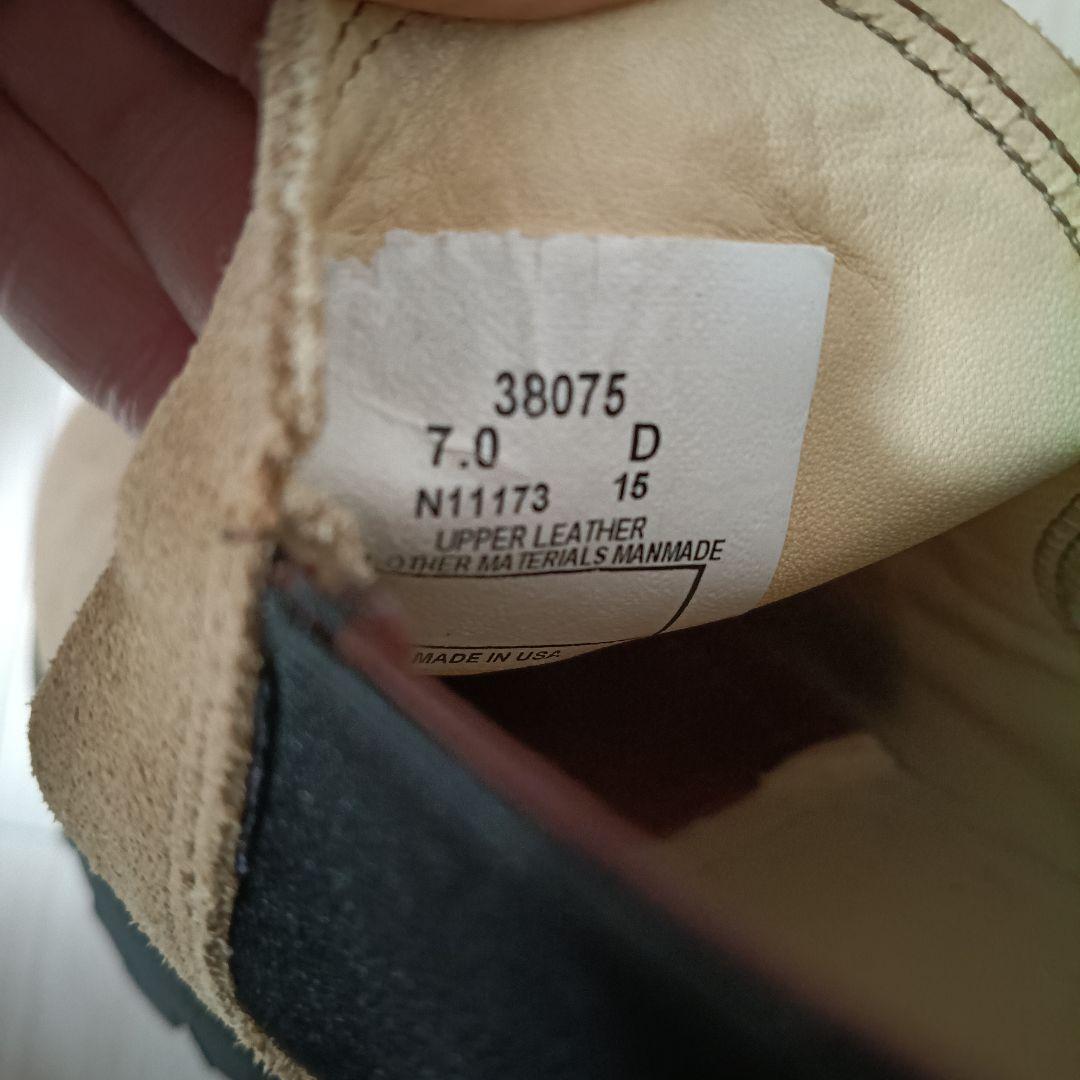 38075
7.0 D
N11173 15
UPPER LEATHER
OTHER MATERIALS MANMADE
MADE IN USA